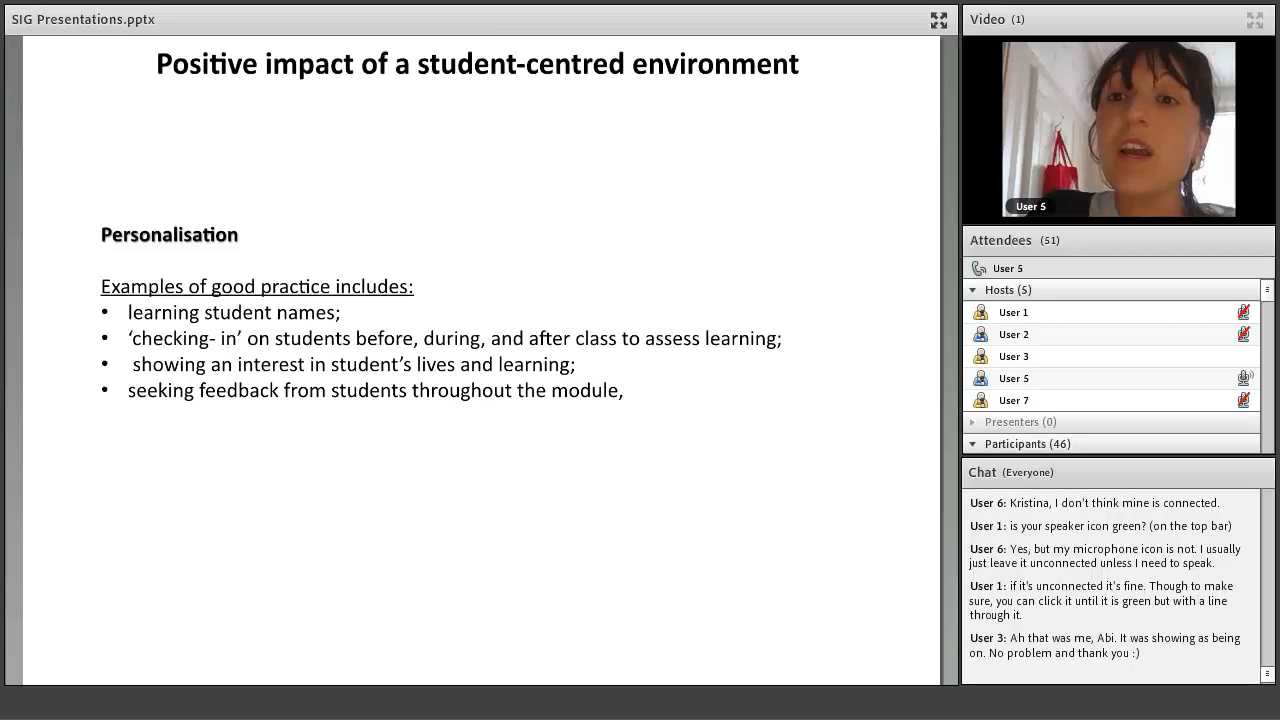 SIG Presentations.pptx
Positive impact of a student-centred environment
Personalisation
Examples of good practice includes:
• learning student names;
• ‘checking- in’ on students before, during, and after class to assess learning;
• showing an interest in student’s lives and learning;
• seeking feedback from students throughout the module,
Video (1)
User 5
Attendees (51)
User 5
Hosts (5)
User 1
User 2
User 3
User 5
User 7
Presenters (0)
Participants (46)
Chat (Everyone)
User 6: Kristina, I don't think mine is connected.
User 1: is your speaker icon green? (on the top bar)
User 6: Yes, but my microphone icon is not. I usually
just leave it unconnected unless I need to speak.
User 1: if it's unconnected it's fine. Though to make
sure, you can click it until it is green but with a line
through it.
User 3: Ah that was me, Abi. It was showing as being
on. No problem and thank you :)